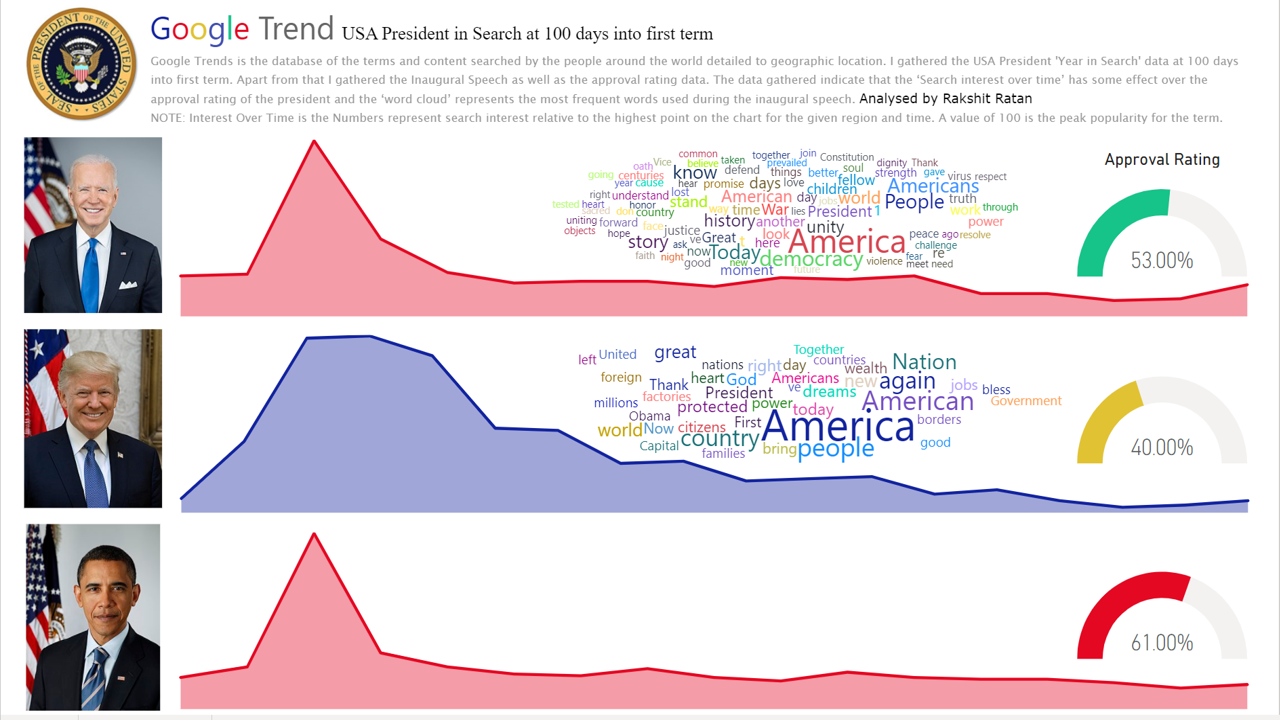 Google Trend USA President in Search at 100 days into first term
Google Trends is the database of the terms and content searched by the people around the world detailed to geographic location. I gathered the USA President 'Year in Search' data at 100 days
into first term. Apart from that I gathered the Inaugural Speech as well as the approval rating data. The data gathered indicate that the ‘Search interest over time’ has some effect over the
approval rating of the president and the ‘word cloud’ represents the most frequent words used during the inaugural speech. Analysed by Rakshit Ratan
NOTE: Interest Over Time is the Numbers represent search interest relative to the highest point on the chart for the given region and time. A value of 100 is the peak popularity for the term.
PRESIDENT OF THE UNITED
SEAL OF THE
Approval Rating
common together join Constitution
oath Vice believe taken prevailed dignity Thank
going centuries know defend things better soul strength gave virus respect
year cause hear promise days love children fellow Americans
right understand lost American day jobs world People truth
tested heart honor stand
sacred don country way time War lies President 1 work through
uniting forward face history another unity power
objects hope justice look peace ago resolve
story ask ve Great t here America challenge
faith night now Today democracy violence fear re
good new meet need
moment future
53.00%
left United great Together
nations right day countries wealth Nation
foreign Thank heart God Americans new again jobs bless
millions factories President ve dreams American Government
Obama protected power today
world Now citizens First America borders
Capital country families bring people good
40.00%
61.00%